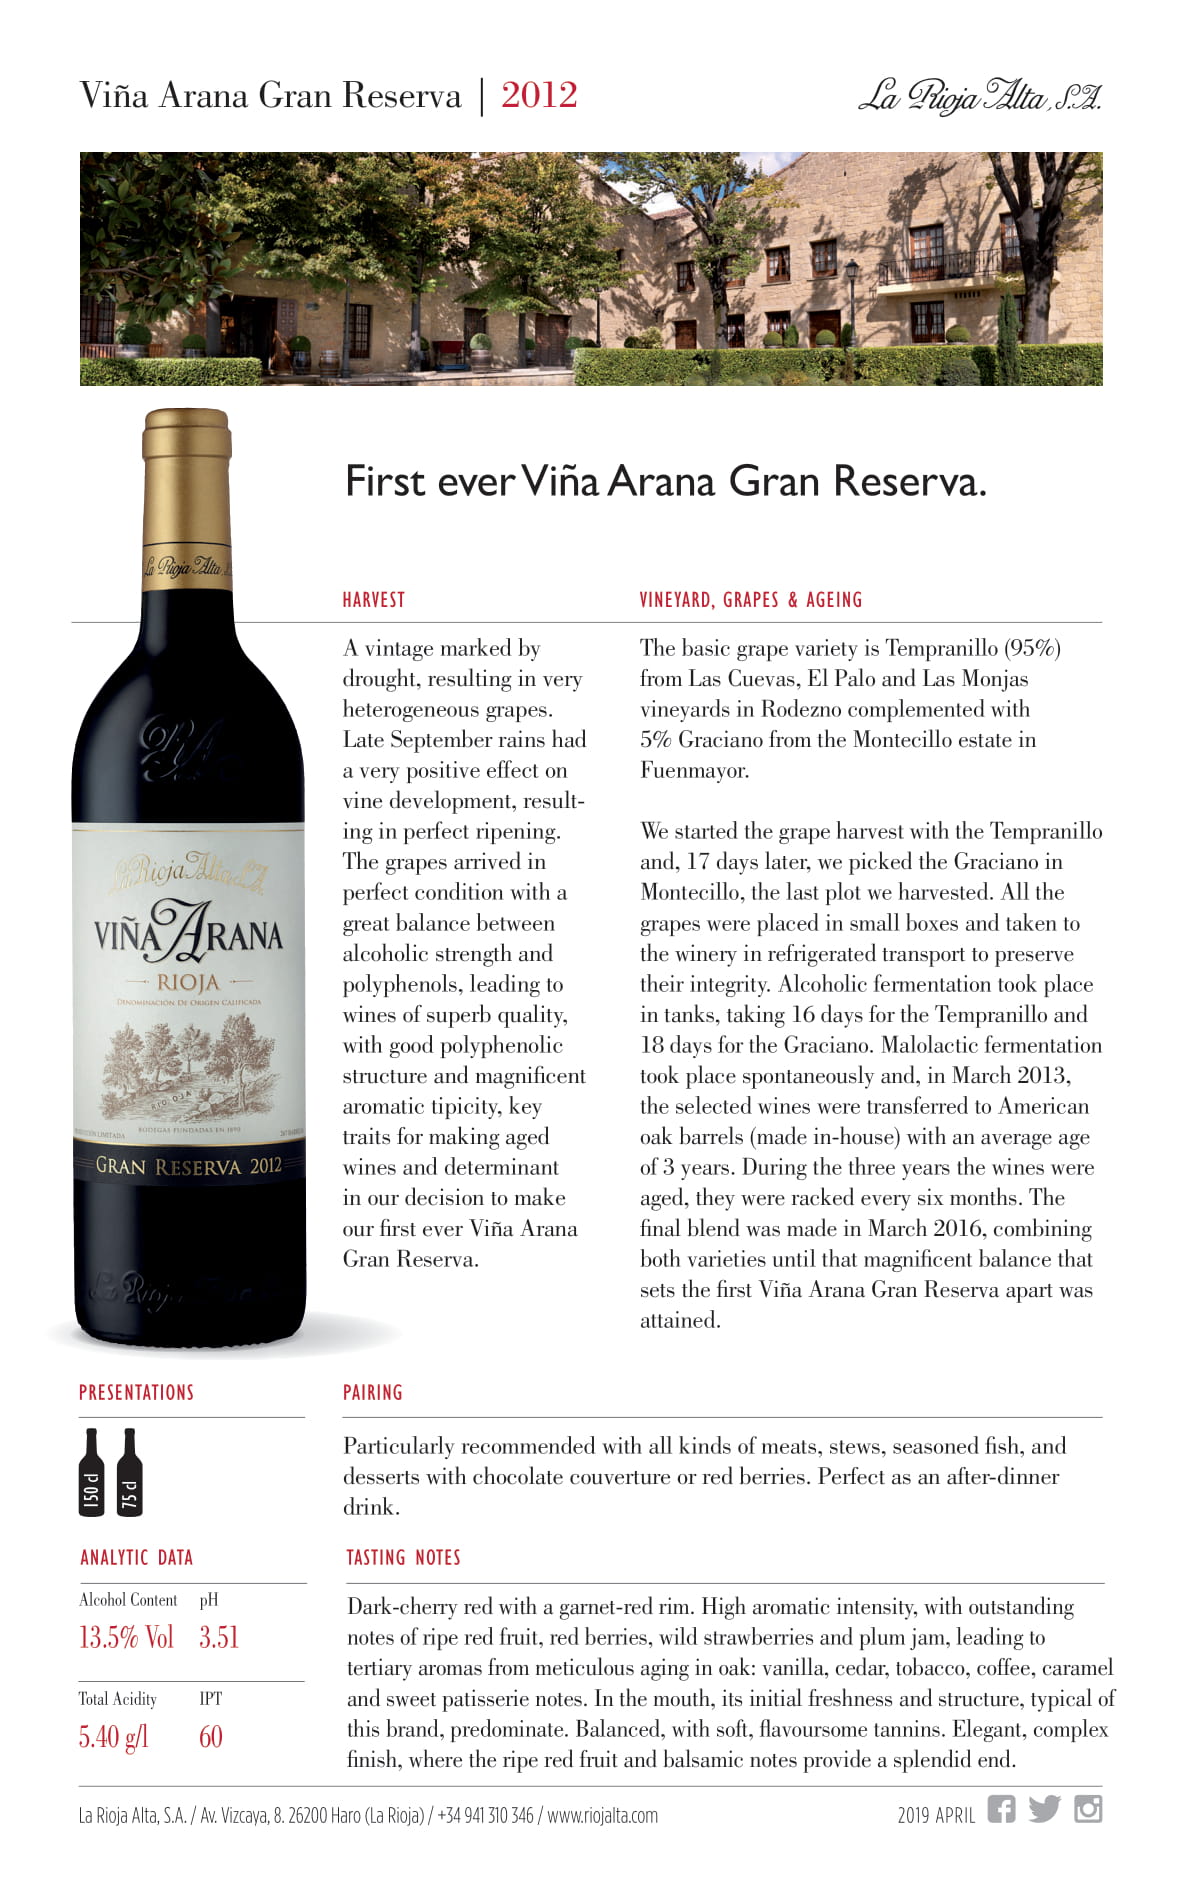 Viña Arana Gran Reserva | 2012
La Rioja Alta, S.A.
First ever Viña Arana Gran Reserva.
HARVEST
A vintage marked by
drought, resulting in very
heterogeneous grapes.
Late September rains had
a very positive effect on
vine development, result-
ing in perfect ripening.
The grapes arrived in
perfect condition with a
great balance between
alcoholic strength and
polyphenols, leading to
wines of superb quality,
with good polyphenolic
structure and magnificent
aromatic tipicity, key
traits for making aged
wines and determinant
in our decision to make
our first ever Viña Arana
Gran Reserva.
VINEYARD, GRAPES & AGEING
The basic grape variety is Tempranillo (95%)
from Las Cuevas, El Palo and Las Monjas
vineyards in Rodezno complemented with
5% Graciano from the Montecillo estate in
Fuenmayor.
We started the grape harvest with the Tempranillo
and, 17 days later, we picked the Graciano in
Montecillo, the last plot we harvested. All the
grapes were placed in small boxes and taken to
the winery in refrigerated transport to preserve
their integrity. Alcoholic fermentation took place
in tanks, taking 16 days for the Tempranillo and
18 days for the Graciano. Malolactic fermentation
took place spontaneously and, in March 2013,
the selected wines were transferred to American
oak barrels (made in-house) with an average age
of 3 years. During the three years the wines were
aged, they were racked every six months. The
final blend was made in March 2016, combining
both varieties until that magnificent balance that
sets the first Viña Arana Gran Reserva apart was
attained.
La Rioja Alta, S.
RA
La Rioja Alta, S.A.
VIÑA ARANA
RIOJA
DENOMINACIÓN DE ORIGEN CALIFICADA
RIO OJA
BODEGAS FUNDADAS EN 1890
LIMITADA
GRAN RESERVA 2012
La Rioja
PRESENTATIONS
150 cl
75 cl
PAIRING
Particularly recommended with all kinds of meats, stews, seasoned fish, and
desserts with chocolate couverture or red berries. Perfect as an after-dinner
drink.
ANALYTIC DATA
Alcohol Content pH
13.5% Vol 3.51
Total Acidity IPT
5.40 g/l 60
TASTING NOTES
Dark-cherry red with a garnet-red rim. High aromatic intensity, with outstanding
notes of ripe red fruit, red berries, wild strawberries and plum jam, leading to
tertiary aromas from meticulous aging in oak: vanilla, cedar, tobacco, coffee, caramel
and sweet patisserie notes. In the mouth, its initial freshness and structure, typical of
this brand, predominate. Balanced, with soft, flavoursome tannins. Elegant, complex
finish, where the ripe red fruit and balsamic notes provide a splendid end.
La Rioja Alta, S.A. / Av. Vizcaya, 8. 26200 Haro (La Rioja) / +34 941 310 346 / www.riojalta.com
2019 APRIL